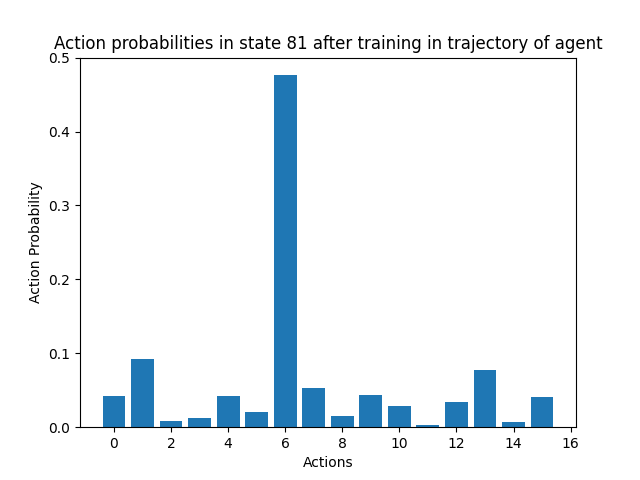 Action probabilities in state 81 after training in trajectory of agent
0.5
0.4
0.3
0.2
0.1
0.0
Action Probability
0 2 4 6 8 10 12 14 16
Actions